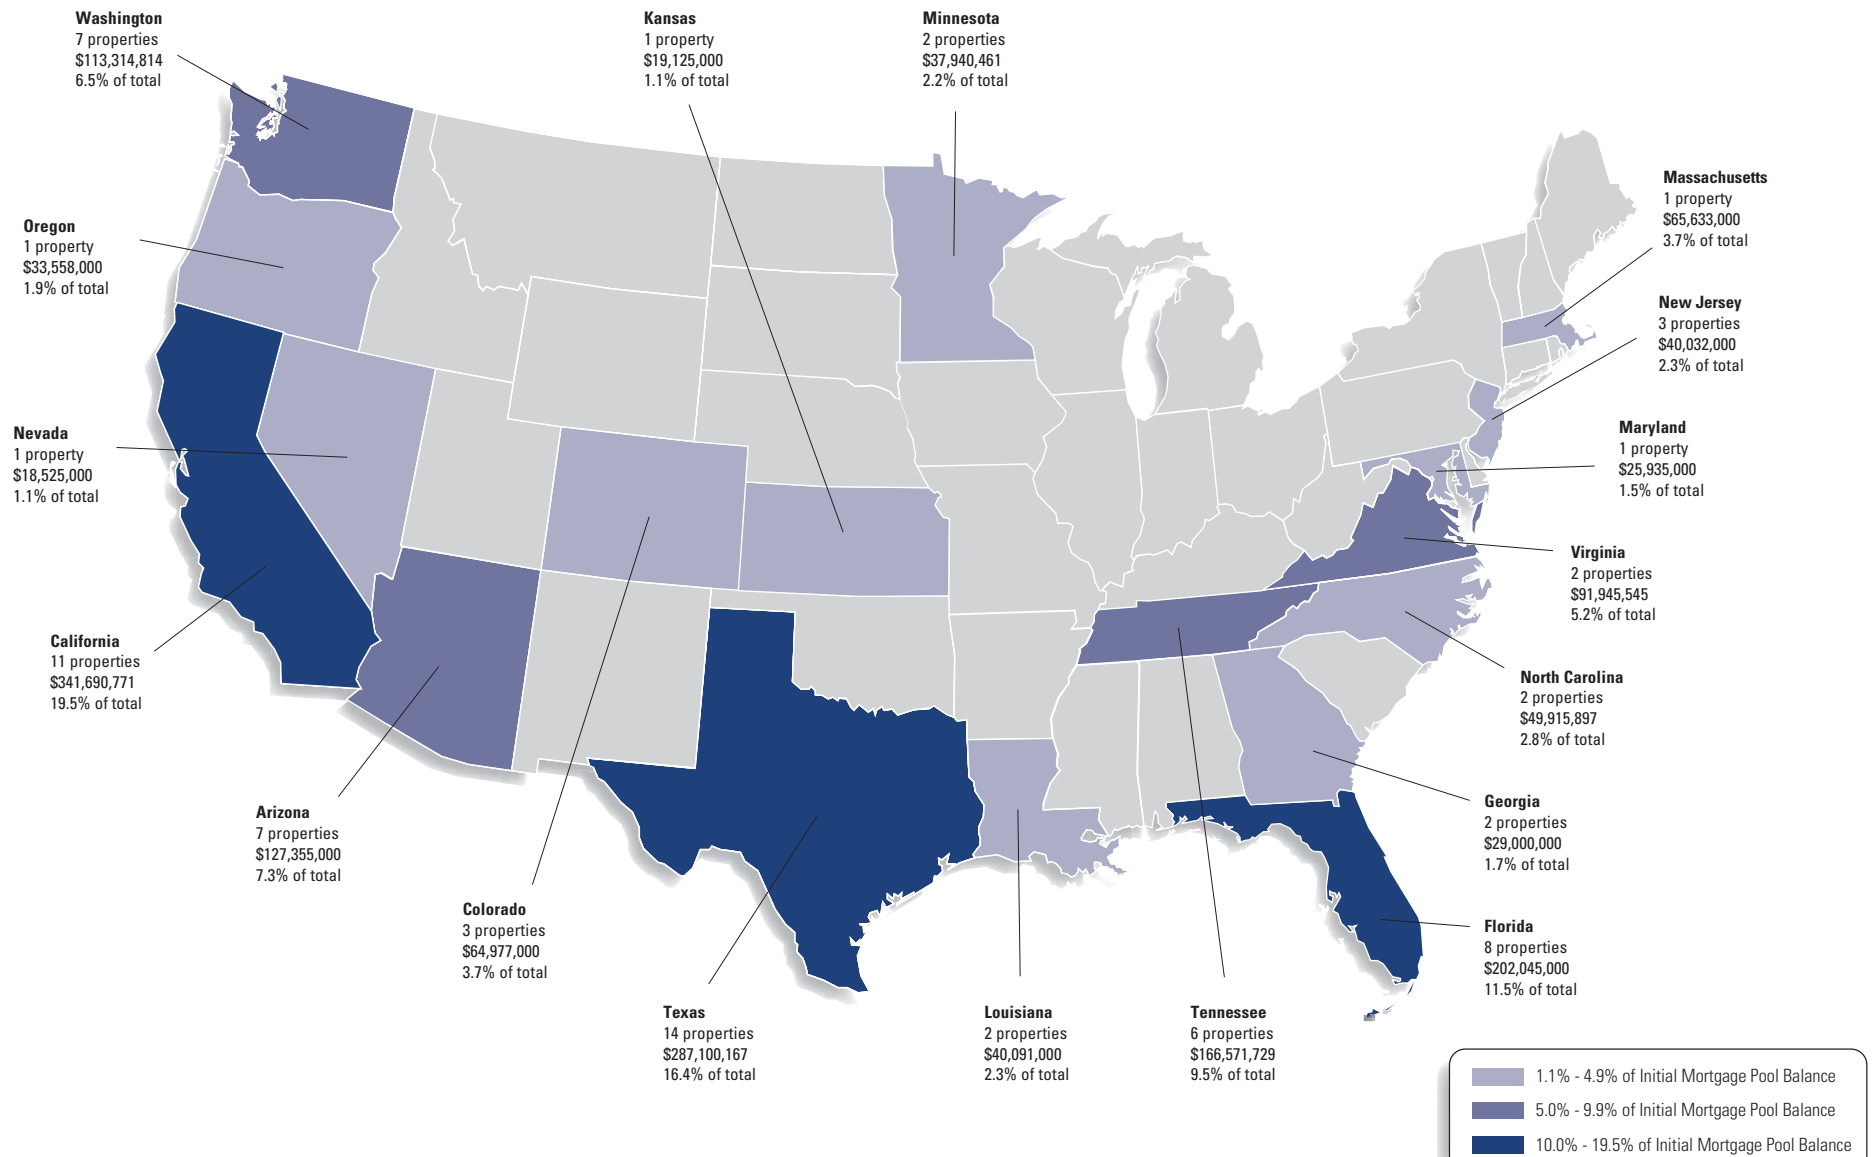 Washington
7 properties
$113,314,814
6.5% of total
Kansas
1 property
$19,125,000
1.1% of total
Minnesota
2 properties
$37,940,461
2.2% of total
Massachusetts
1 property
$65,633,000
3.7% of total
Oregon
1 property
$33,558,000
1.9% of total
New Jersey
3 properties
$40,032,000
2.3% of total
Nevada
1 property
$18,525,000
1.1% of total
Maryland
1 property
$25,935,000
1.5% of total
Virginia
2 properties
$91,945,545
5.2% of total
California
11 properties
$341,690,771
19.5% of total
North Carolina
2 properties
$49,915,897
2.8% of total
Arizona
7 properties
$127,355,000
7.3% of total
Georgia
2 properties
$29,000,000
1.7% of total
Colorado
3 properties
$64,977,000
3.7% of total
Florida
8 properties
$202,045,000
11.5% of total
Texas
14 properties
$287,100,167
16.4% of total
Louisiana
2 properties
$40,091,000
2.3% of total
Tennessee
6 properties
$166,571,729
9.5% of total
1.1% - 4.9% of Initial Mortgage Pool Balance
5.0% - 9.9% of Initial Mortgage Pool Balance
10.0% - 19.5% of Initial Mortgage Pool Balance